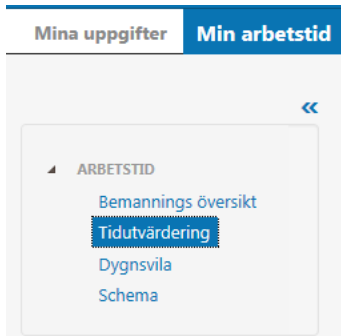 Mina uppgifter Min arbetstid
«
ARBETSTID
Bemannings översikt
Tidutvärdering
Dygnsvila
Schema